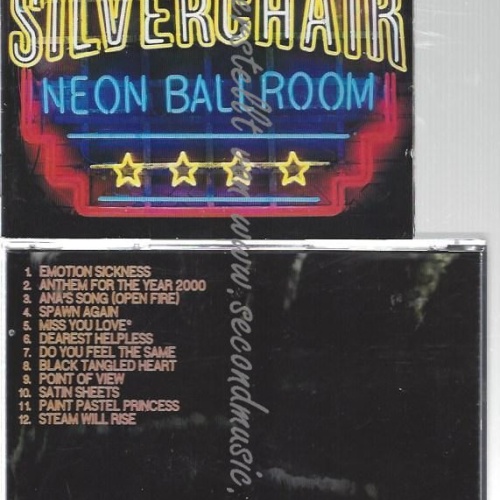 SILVERCHAIR
NEON BALLROOM
1. EMOTION SICKNESS
2. ANTHEM FOR THE YEAR 2000
3. ANA'S SONG (OPEN FIRE)
4. SPAWN AGAIN
5. MISS YOU LOVE*
6. DEAREST HELPLESS
7. DO YOU FEEL THE SAME
8. BLACK TANGLED HEART
9. POINT OF VIEW
10. SATIN SHEETS
11. PAINT PASTEL PRINCESS
12. STEAM WILL RISE
www.secondmusic.